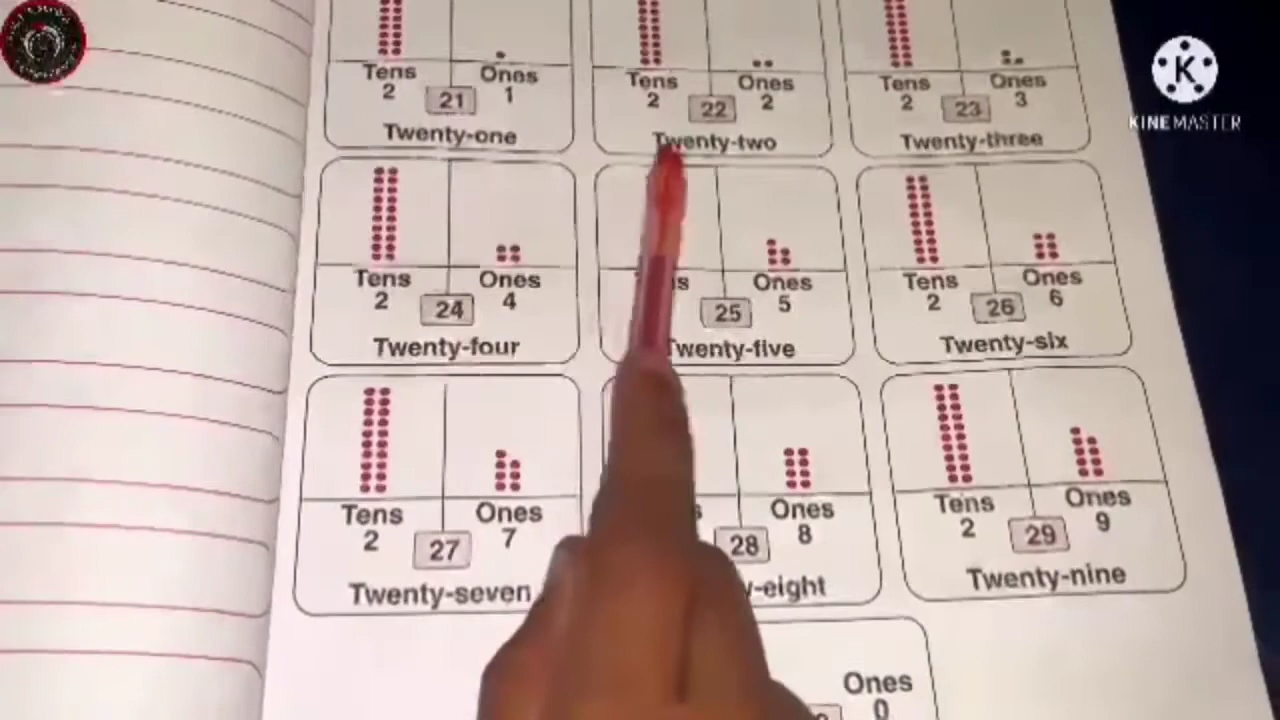 KINEMASTER
Tens Ones Tens Ones Tens Ones
2 21 1 2 22 2 2 23 3
Twenty-one Twenty-two Twenty-three
Tens Ones Ones Tens Ones
2 24 4 25 5 2 26 6
Twenty-four Twenty-five Twenty-six
Tens Ones Ones Tens Ones
2 27 7 28 8 2 29 9
Twenty-seven -eight Twenty-nine
Ones
0